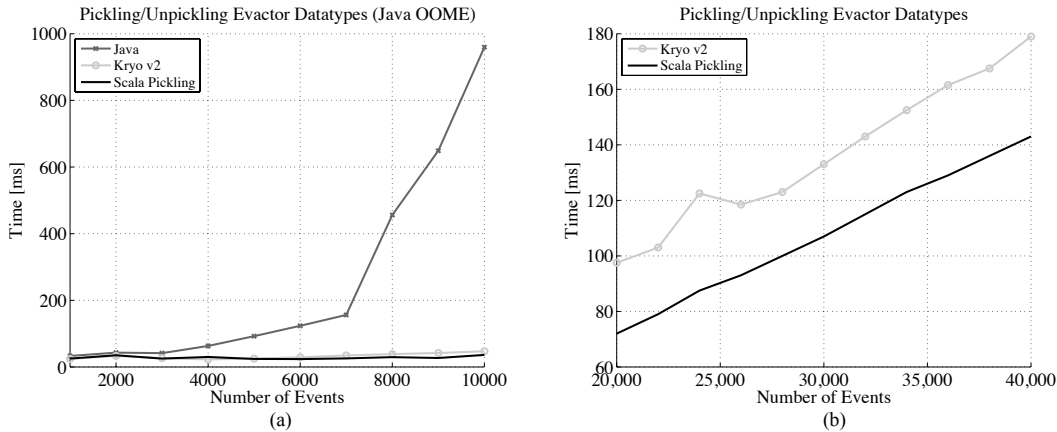 Pickling/Unpickling Evactor Datatypes (Java OOME)
1000
800
600
400
200
0
Time [ms]
Java
Kryo v2
Scala Pickling
2000 4000 6000 8000 10000
Number of Events
(a)
Pickling/Unpickling Evactor Datatypes
180
160
140
120
100
80
60
Time [ms]
Kryo v2
Scala Pickling
20,000 25,000 30,000 35,000 40,000
Number of Events
(b)